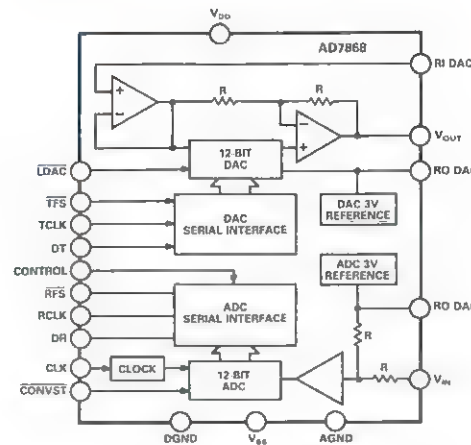 VDD
AD7868
RI DAC
R
R
+
−
−
+
VOUT
12-BIT
DAC
LDAC
RO DAC
DAC 3V
REFERENCE
TFS
TCLK
DT
DAC
SERIAL INTERFACE
CONTROL
ADC 3V
REFERENCE
RFS
RCLK
DR
ADC
SERIAL INTERFACE
RO DAC
R
R
CLK
CLOCK
12-BIT
ADC
VIN
CONVST
DGND
VSS
AGND